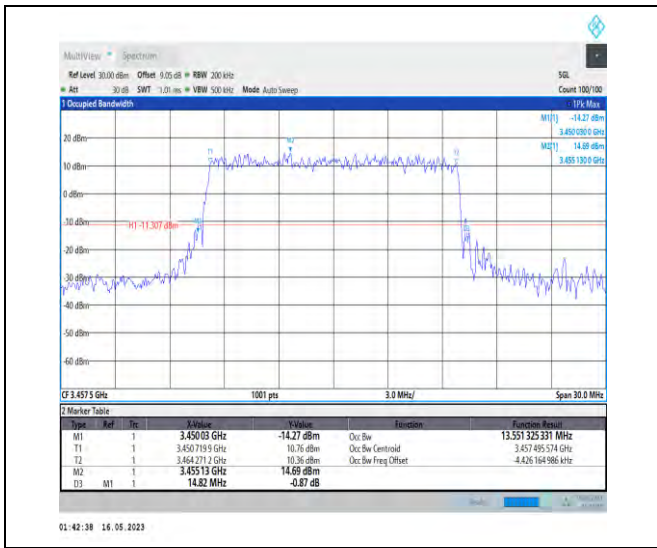 MultiView Spectrum
Ref Level 30.00 dBm Offset 9.05 dB RBW 200 kHz SGL
Att 30 dB SWT 1.01 ms VBW 500 kHz Mode Auto Sweep Count 100/100
1 Occupied Bandwidth 1Pk Max
M1[1] -14.27 dBm
3.450 030 0 GHz
M2[1] 14.69 dBm
3.455 130 0 GHz
20 dBm
M2
T1
T2
10 dBm
0 dBm
-10 dBm
H1 -11.307 dBm
M1
-20 dBm
-30 dBm
-40 dBm
-50 dBm
-60 dBm
CF 3.457 5 GHz 1001 pts 3.0 MHz/ Span 30.0 MHz
2 Marker Table
Type Ref Trc X-Value Y-Value Function Function Result
M1 1 3.45003 GHz -14.27 dBm Occ Bw 13.551 325 331 MHz
T1 1 3.450 719 9 GHz 10.76 dBm Occ Bw Centroid 3.457 495 574 GHz
T2 1 3.464 271 2 GHz 10.36 dBm Occ Bw Freq Offset -4.426 164 986 kHz
M2 1 3.455 13 GHz 14.69 dBm
D3 M1 1 14.82 MHz -0.87 dB
01:42:38 16.05.2023